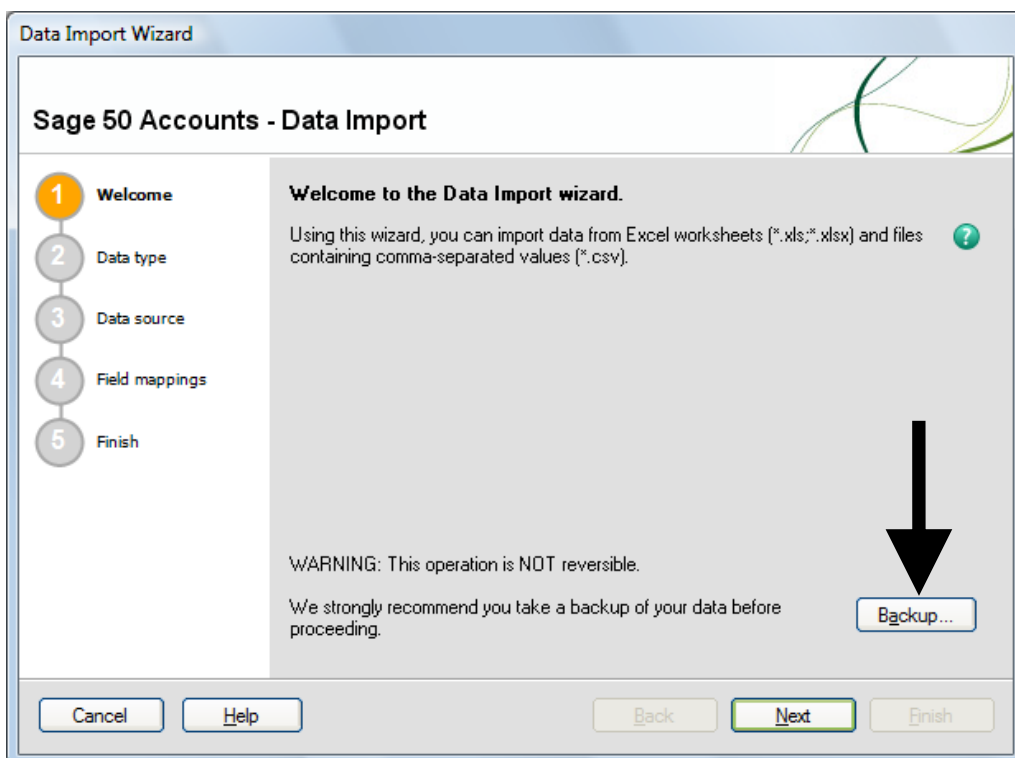 Data Import Wizard
Sage 50 Accounts - Data Import
1 Welcome
2 Data type
3 Data source
4 Field mappings
5 Finish
Welcome to the Data Import wizard.
Using this wizard, you can import data from Excel worksheets (*.xls;*.xlsx) and files
containing comma-separated values (*.csv).
?
WARNING: This operation is NOT reversible.
We strongly recommend you take a backup of your data before
proceeding.
Backup...
Cancel Help Back Next Finish